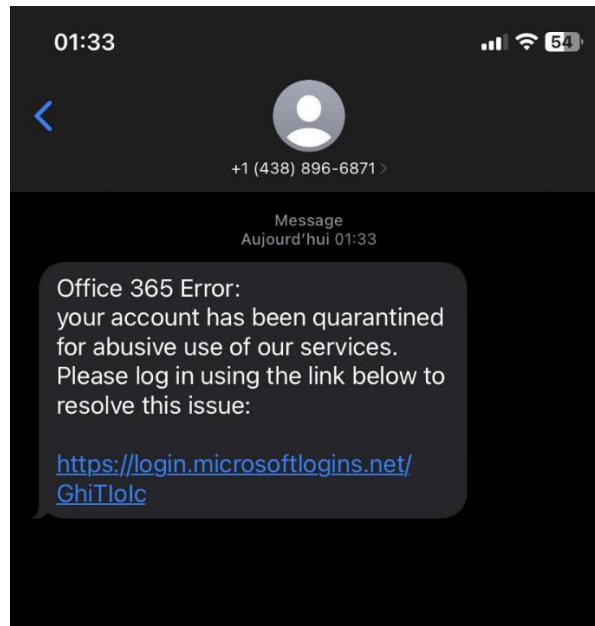 01:33
54
+1 (438) 896-6871
Message
Aujourd'hui 01:33
Office 365 Error:
your account has been quarantined
for abusive use of our services.
Please log in using the link below to
resolve this issue:
https://login.microsoftlogins.net/
GhiTlolc